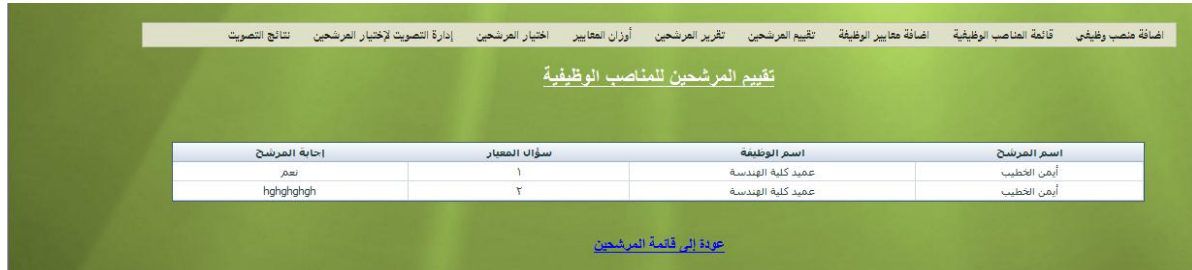 اضافة منصب وظيفي قائمة المناصب الوظيفية اضافة معايير الوظيفة تقييم المرشحين تقرير المرشحين أوزان المعايير اختيار المرشحين إدارة التصويت لإختيار المرشحين نتائج التصويت
تقييم المرشحين للمناصب الوظيفية
اسم المرشح اسم الوظيفة سؤال المعيار إجابة المرشح
أيمن الخطيب عميد كلية الهندسة ١ نعم
أيمن الخطيب عميد كلية الهندسة ٢ hghghghgh
عودة إلى قائمة المرشحين